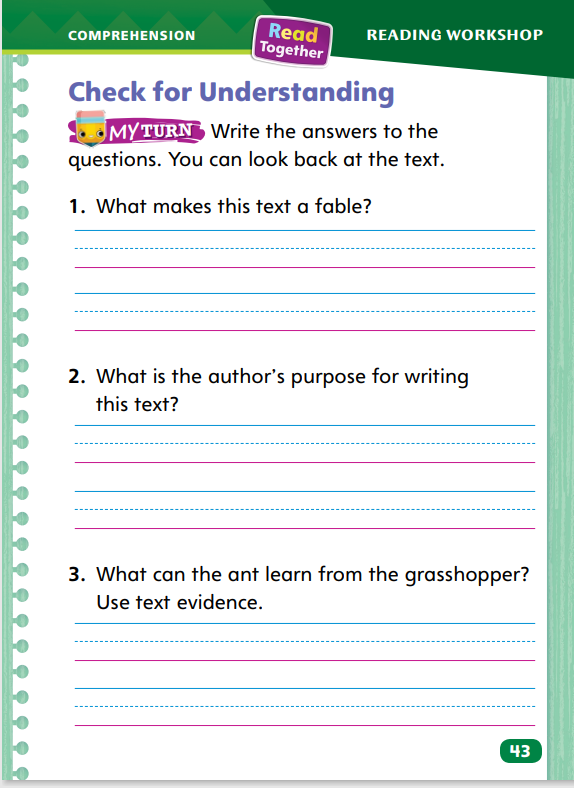 COMPREHENSION
Read
Together
READING WORKSHOP
Check for Understanding
MY TURN Write the answers to the
questions. You can look back at the text.
1. What makes this text a fable?
2. What is the author’s purpose for writing
this text?
3. What can the ant learn from the grasshopper?
Use text evidence.
43